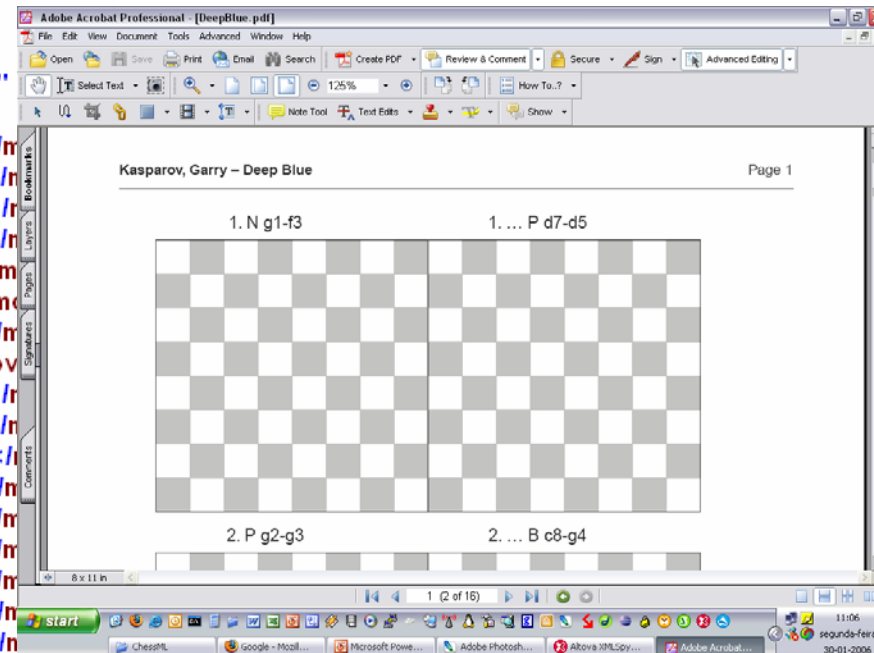 Adobe Acrobat Professional - [DeepBlue.pdf]
File Edit View Document Tools Advanced Window Help
Open Save Print Email Search Create PDF Review & Comment Secure Sign Advanced Editing
Select Text 125% How To..?
Note Tool Text Edits Show
Bookmarks
Layers
Pages
Signatures
Comments
Kasparov, Garry – Deep Blue Page 1
1. N g1-f3 1. ... P d7-d5
2. P g2-g3 2. ... B c8-g4
8 x 11 in
1 (2 of 16)
start 11:06
segunda-feira
ChessML Google - Mozil... Microsoft Powe... Adobe Photosh... Altova XMLSpy... Adobe Acrobat...
30-01-2006